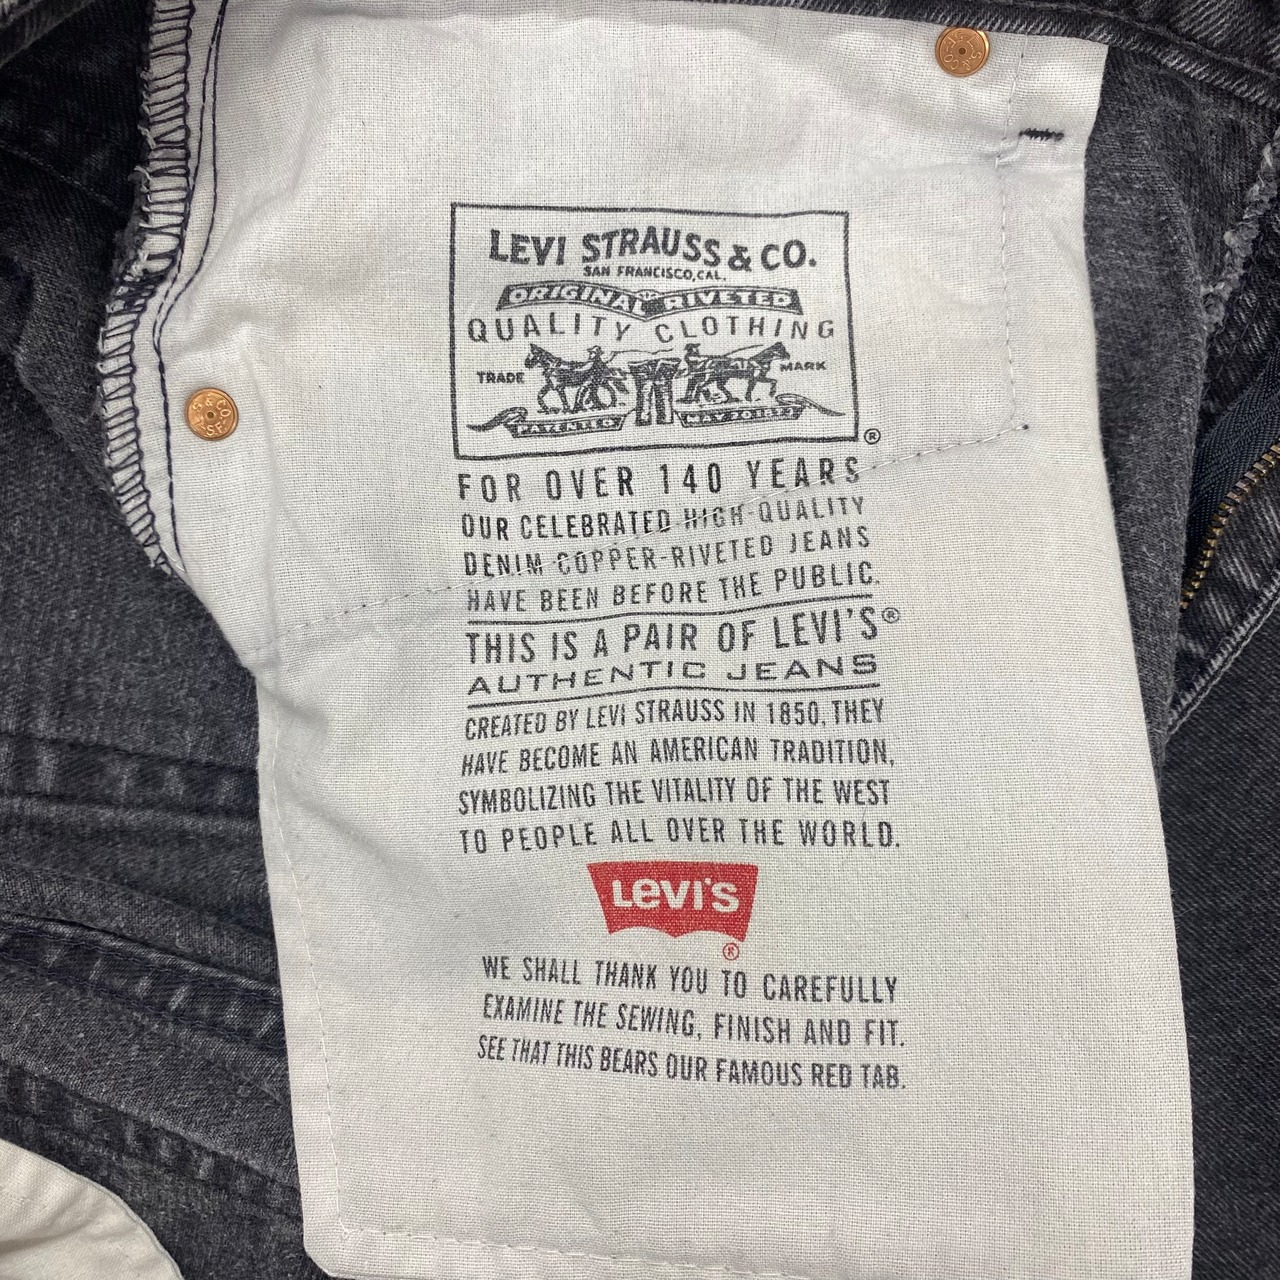 LEVI STRAUSS & CO.
SAN FRANCISCO, CAL.
ORIGINAL RIVETED
QUALITY CLOTHING
TRADE MARK
PATENTED MAY 20 1873
®
FOR OVER 140 YEARS
OUR CELEBRATED HIGH-QUALITY
DENIM COPPER-RIVETED JEANS
HAVE BEEN BEFORE THE PUBLIC.
THIS IS A PAIR OF LEVI'S®
AUTHENTIC JEANS
CREATED BY LEVI STRAUSS IN 1850, THEY
HAVE BECOME AN AMERICAN TRADITION,
SYMBOLIZING THE VITALITY OF THE WEST
TO PEOPLE ALL OVER THE WORLD.
LEVI'S
®
WE SHALL THANK YOU TO CAREFULLY
EXAMINE THE SEWING, FINISH AND FIT.
SEE THAT THIS BEARS OUR FAMOUS RED TAB.